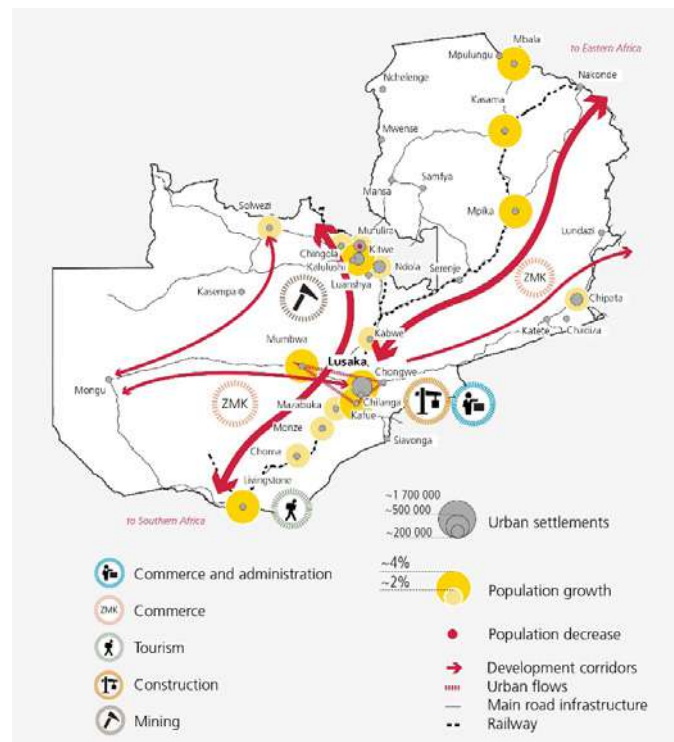 Mbala
Mpulungu
to Eastern Africa
Nakonde
Nchelenge
Kasama
Mwense
Mansa
Samfya
Mpika
Solwezi
Lundazi
Mufulira
Chingola
Kitwe
Kalulushi
Ndola
Serenje
ZMK
Luanshya
Kasempa
Chipata
Kabwe
Katete
Chadiza
Mumbwa
Lusaka
Chongwe
Mongu
ZMK
Mazabuka
Chilanga
Kafue
Monze
Siavonga
Choma
Livingstone
to Southern Africa
~1 700 000
~500 000
~200 000
Urban settlements
Commerce and administration
~4%
~2%
Population growth
ZMK
Commerce
Population decrease
Tourism
Development corridors
Urban flows
Construction
Main road infrastructure
Railway
Mining